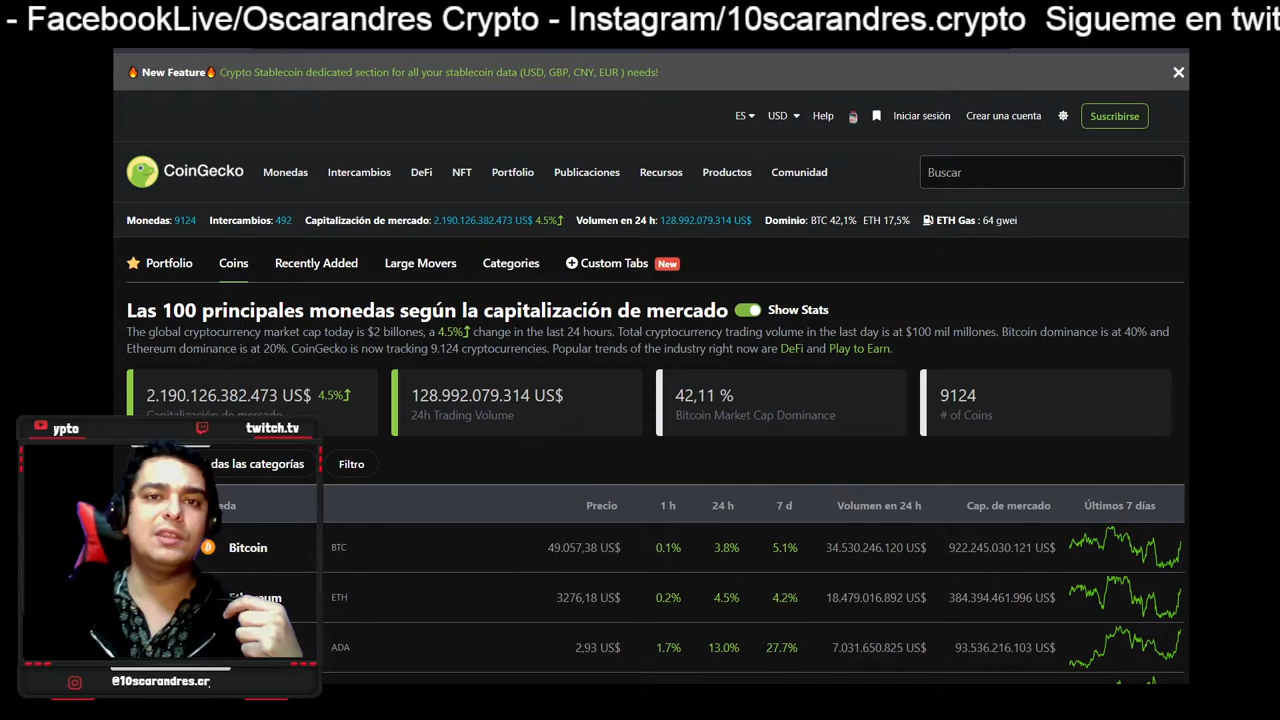 - FacebookLive/Oscarandres Crypto - Instagram/10scarandres.crypto Sigueme en twit
New Feature Crypto Stablecoin dedicated section for all your stablecoin data (USD, GBP, CNY, EUR ) needs!
ES USD Help Iniciar sesión Crear una cuenta Suscribirse
CoinGecko Monedas Intercambios DeFi NFT Portfolio Publicaciones Recursos Productos Comunidad Buscar
Monedas: 9124 Intercambios: 492 Capitalización de mercado: 2.190.126.382.473 US$ 4.5% Volumen en 24 h: 128.992.079.314 US$ Dominio: BTC 42,1% ETH 17,5% ETH Gas : 64 gwei
Portfolio Coins Recently Added Large Movers Categories Custom Tabs New
Las 100 principales monedas según la capitalización de mercado Show Stats
The global cryptocurrency market cap today is $2 billones, a 4.5% change in the last 24 hours. Total cryptocurrency trading volume in the last day is at $100 mil millones. Bitcoin dominance is at 40% and
Ethereum dominance is at 20%. CoinGecko is now tracking 9.124 cryptocurrencies. Popular trends of the industry right now are DeFi and Play to Earn.
2.190.126.382.473 US$ 4.5% 128.992.079.314 US$ 42,11 % 9124
Capitalización de mercado 24h Trading Volume Bitcoin Market Cap Dominance # of Coins
ypto twitch.tv
das las categorías Filtro
eda Precio 1 h 24 h 7 d Volumen en 24 h Cap. de mercado Últimos 7 días
Bitcoin BTC 49.057,38 US$ 0.1% 3.8% 5.1% 34.530.246.120 US$ 922.245.030.121 US$
Ethereum ETH 3276,18 US$ 0.2% 4.5% 4.2% 18.479.016.892 US$ 384.394.461.996 US$
ADA 2,93 US$ 1.7% 13.0% 27.7% 7.031.650.825 US$ 93.536.216.103 US$
@10scarandres.cr